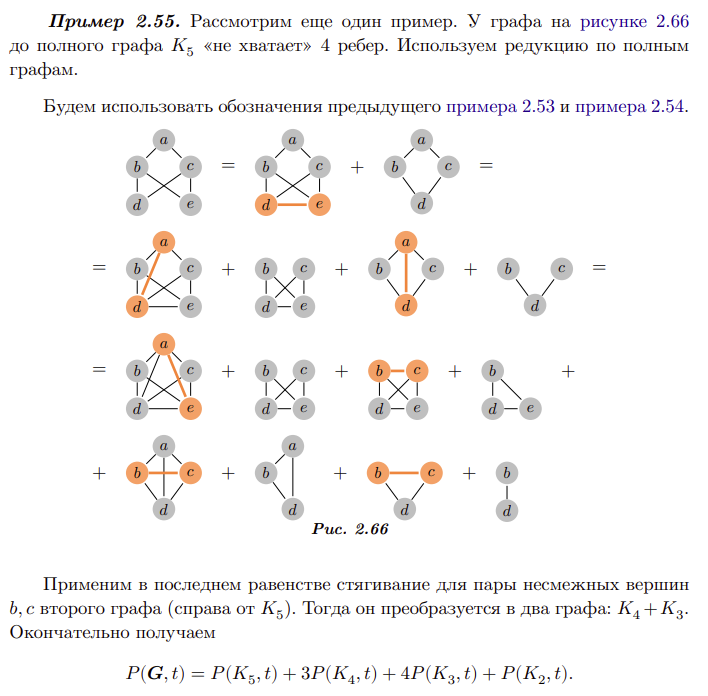 Пример 2.55. Рассмотрим еще один пример. У графа на рисунке 2.66
до полного графа K₅ «не хватает» 4 ребер. Используем редукцию по полным
графам.
Будем использовать обозначения предыдущего примера 2.53 и примера 2.54.
a a a
b c = b c + b c =
d e d e d
a a
= b c + b c + b c + b c =
d e d e d d
a
= b c + b c + b c + b +
d e d e d e d e
a a
+ b c + b + b c + b
d d d d
Рис. 2.66
Применим в последнем равенстве стягивание для пары несмежных вершин
b, c второго графа (справа от K₅). Тогда он преобразуется в два графа: K₄ + K₃.
Окончательно получаем
P(G, t) = P(K₅, t) + 3P(K₄, t) + 4P(K₃, t) + P(K₂, t).